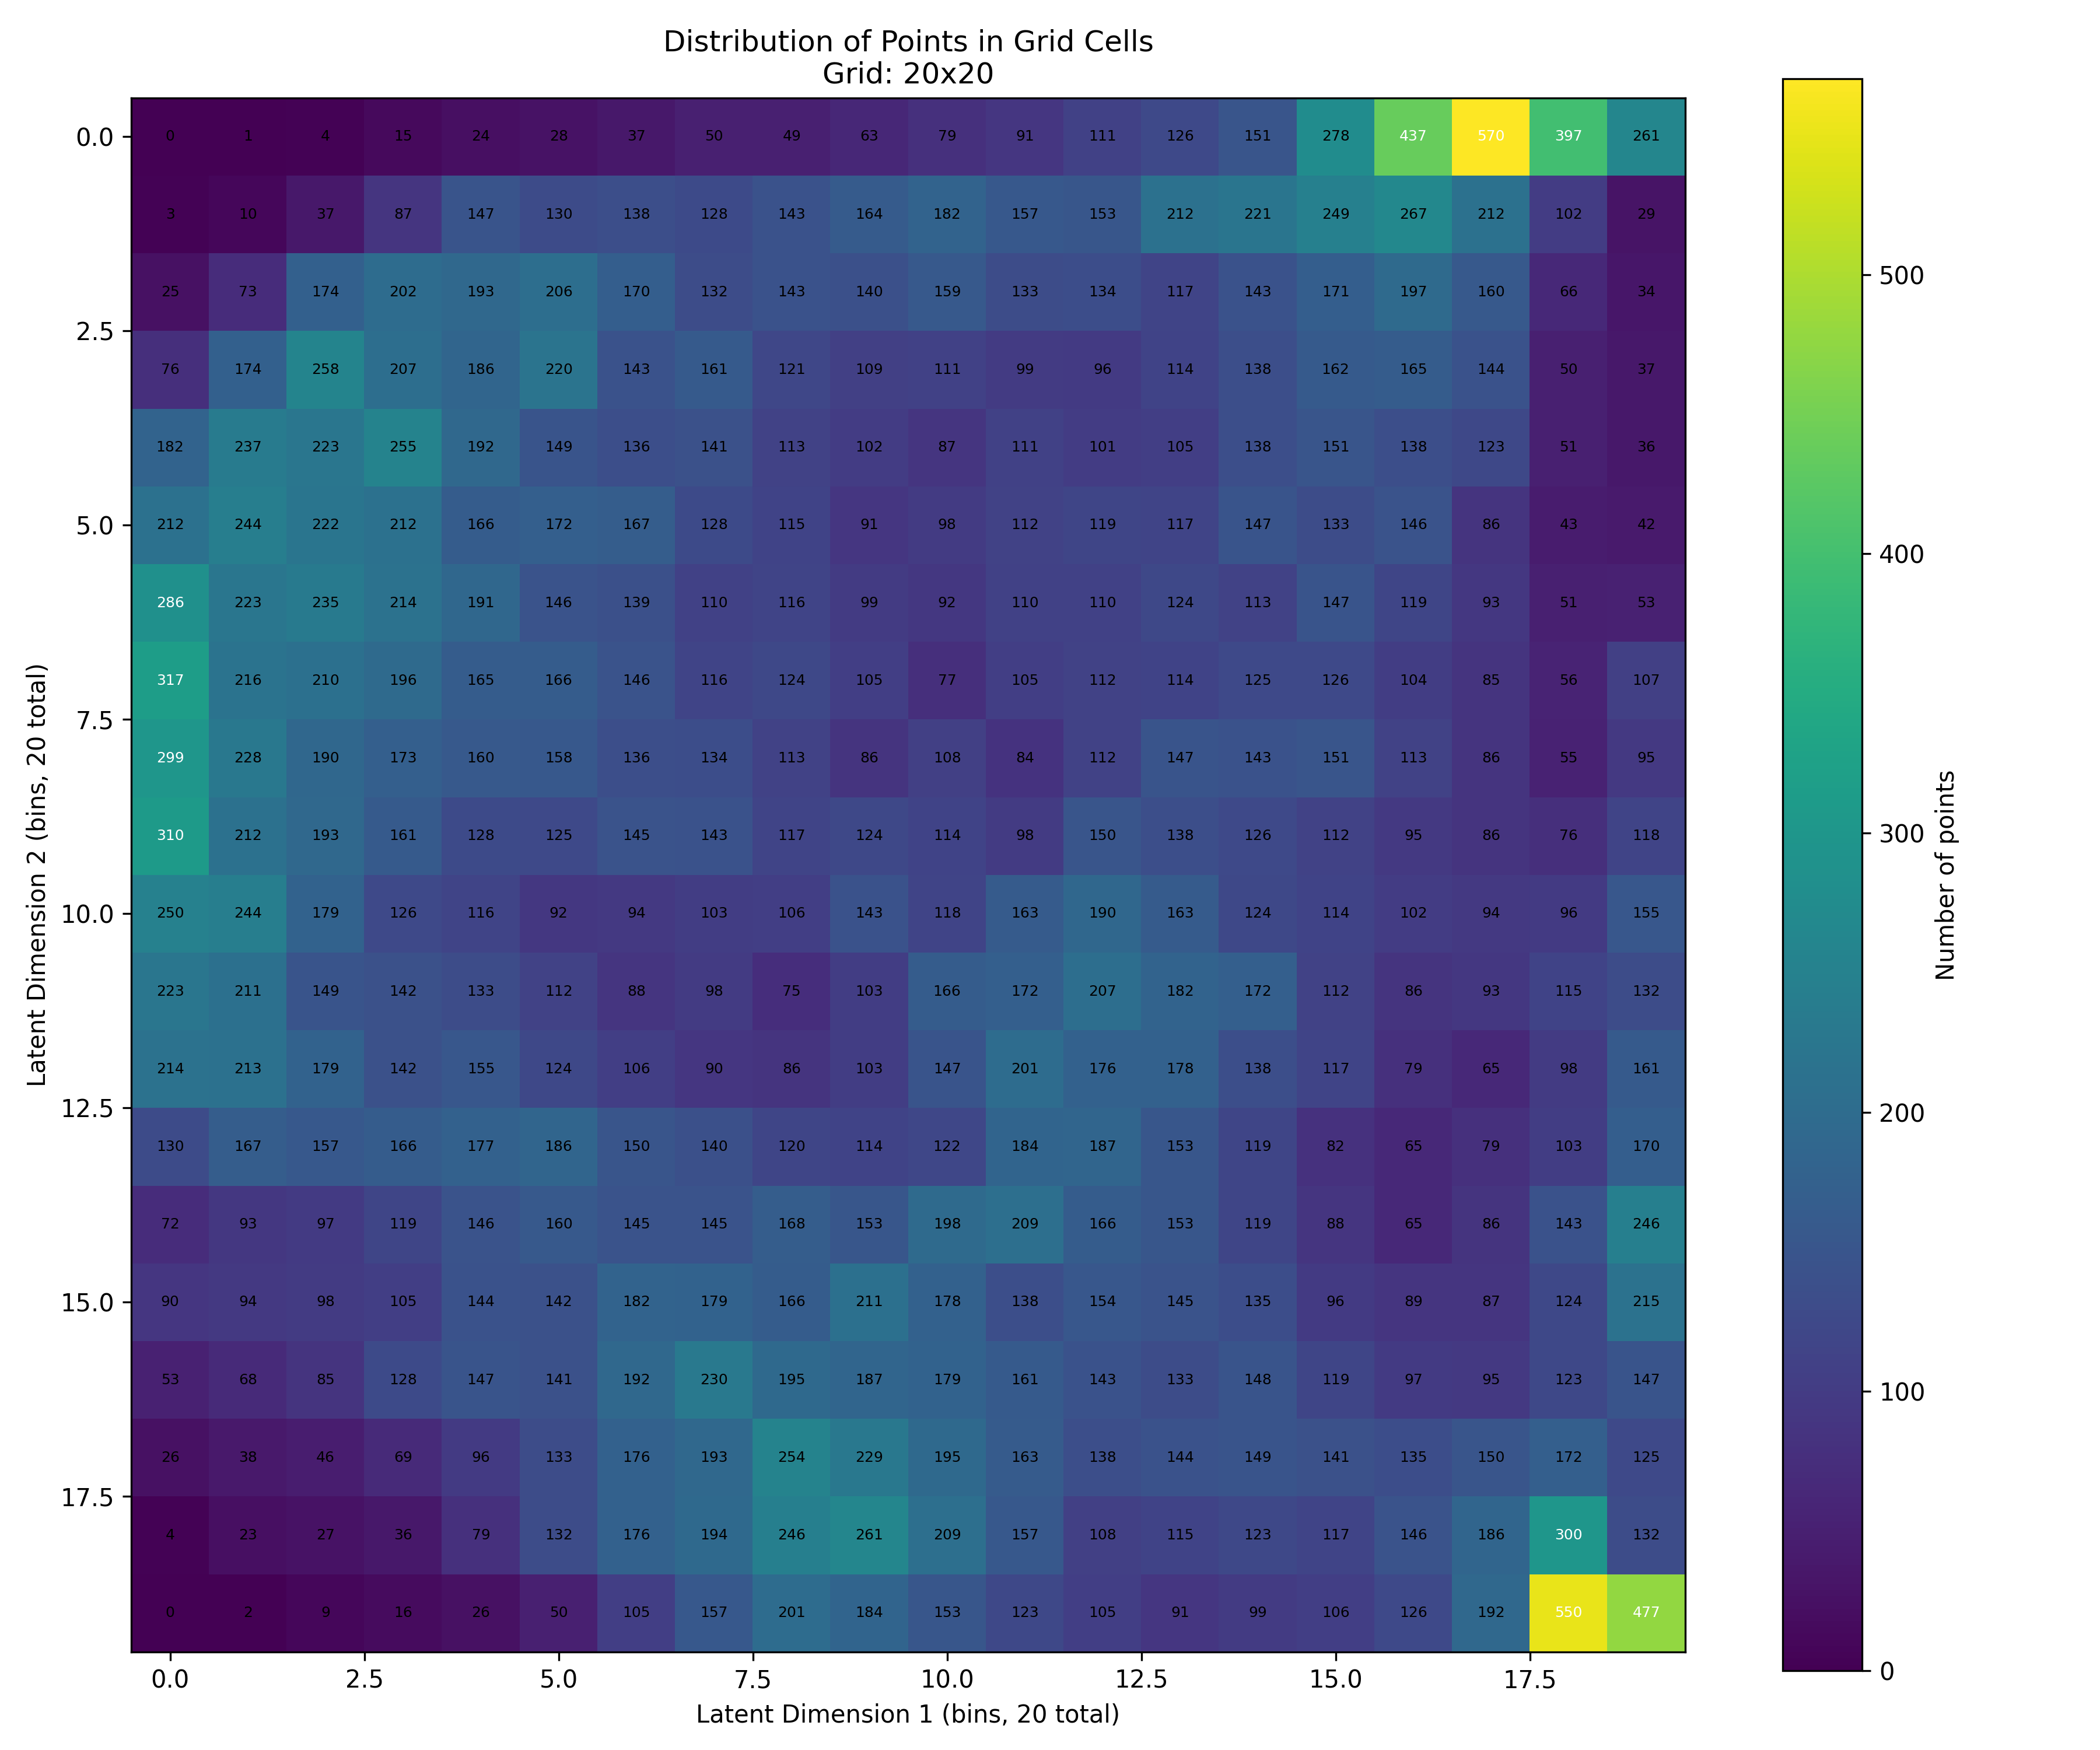 Distribution of Points in Grid Cells
Grid: 20x20
0.0 0 1 4 15 24 28 37 50 49 63 79 91 111 126 151 278 437 570 397 261
3 10 37 87 147 130 138 128 143 164 182 157 153 212 221 249 267 212 102 29
25 73 174 202 193 206 170 132 143 140 159 133 134 117 143 171 197 160 66 34
2.5
76 174 258 207 186 220 143 161 121 109 111 99 96 114 138 162 165 144 50 37
182 237 223 255 192 149 136 141 113 102 87 111 101 105 138 151 138 123 51 36
5.0 212 244 222 212 166 172 167 128 115 91 98 112 119 117 147 133 146 86 43 42
286 223 235 214 191 146 139 110 116 99 92 110 110 124 113 147 119 93 51 53
317 216 210 196 165 166 146 116 124 105 77 105 112 114 125 126 104 85 56 107
7.5
299 228 190 173 160 158 136 134 113 86 108 84 112 147 143 151 113 86 55 95
310 212 193 161 128 125 145 143 117 124 114 98 150 138 126 112 95 86 76 118
10.0 250 244 179 126 116 92 94 103 106 143 118 163 190 163 124 114 102 94 96 155
223 211 149 142 133 112 88 98 75 103 166 172 207 182 172 112 86 93 115 132
214 213 179 142 155 124 106 90 86 103 147 201 176 178 138 117 79 65 98 161
12.5
130 167 157 166 177 186 150 140 120 114 122 184 187 153 119 82 65 79 103 170
72 93 97 119 146 160 145 145 168 153 198 209 166 153 119 88 65 86 143 246
15.0 90 94 98 105 144 142 182 179 166 211 178 138 154 145 135 96 89 87 124 215
53 68 85 128 147 141 192 230 195 187 179 161 143 133 148 119 97 95 123 147
26 38 46 69 96 133 176 193 254 229 195 163 138 144 149 141 135 150 172 125
17.5
4 23 27 36 79 132 176 194 246 261 209 157 108 115 123 117 146 186 300 132
0 2 9 16 26 50 105 157 201 184 153 123 105 91 99 106 126 192 550 477
0.0 2.5 5.0 7.5 10.0 12.5 15.0 17.5
Latent Dimension 1 (bins, 20 total)
Latent Dimension 2 (bins, 20 total)
500
400
300
200
100
0
Number of points